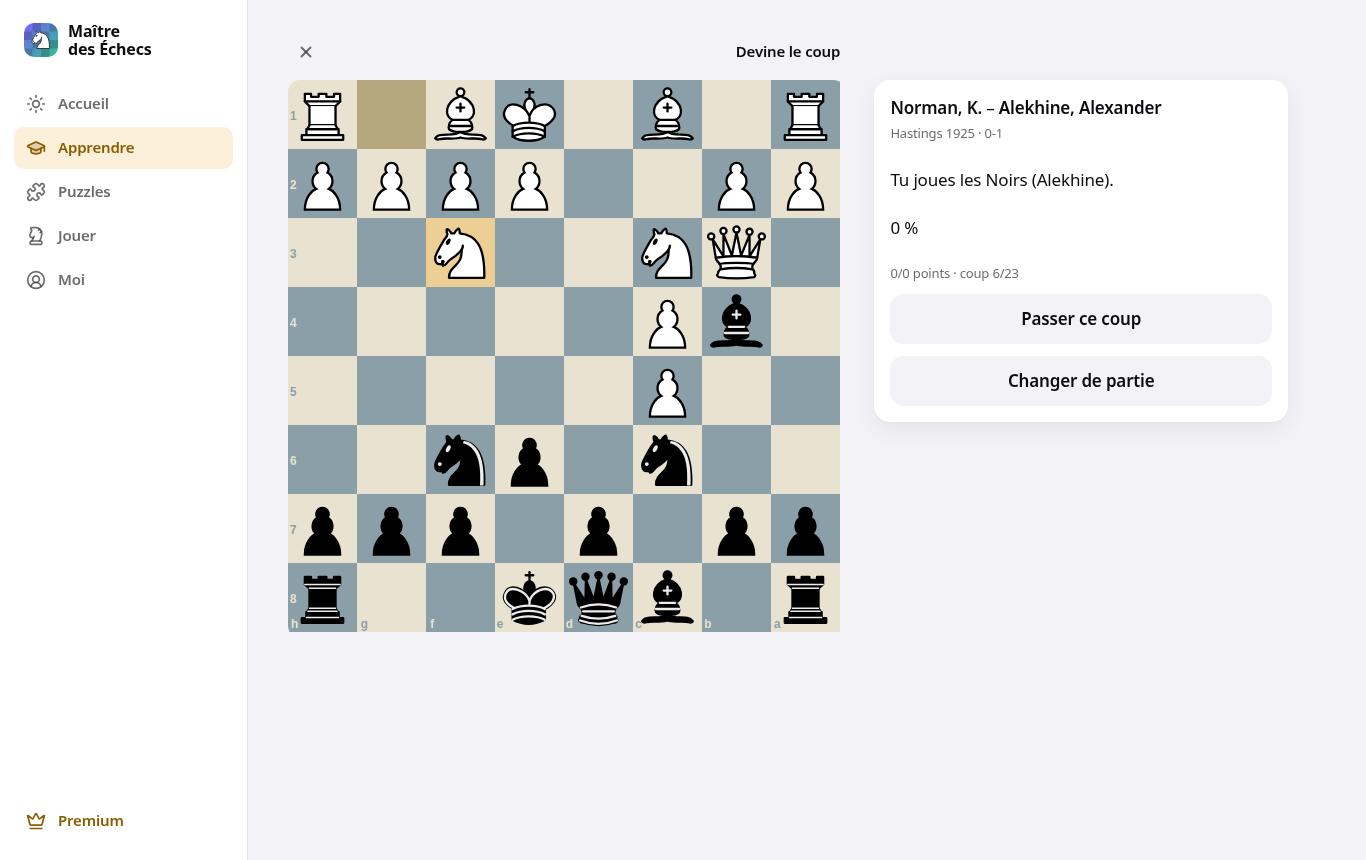 Maître
des Échecs
Accueil
Apprendre
Puzzles
Jouer
Moi
Premium
Devine le coup
1
2
3
4
5
6
7
8
h g f e d c b a
Norman, K. – Alekhine, Alexander
Hastings 1925 · 0-1
Tu joues les Noirs (Alekhine).
0 %
0/0 points · coup 6/23
Passer ce coup
Changer de partie